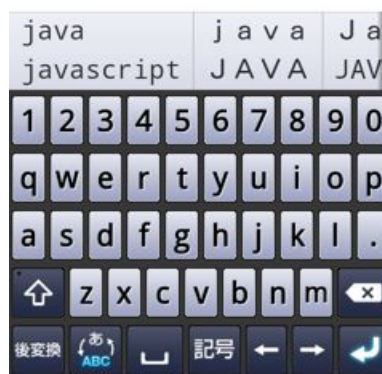 java ｊａｖａ Ｊａ
javascript ＪＡＶＡ JAV
1 2 3 4 5 6 7 8 9 0
q w e r t y u i o p
a s d f g h j k l .
z x c v b n m
後変換 (あ) ABC 記号 ← →